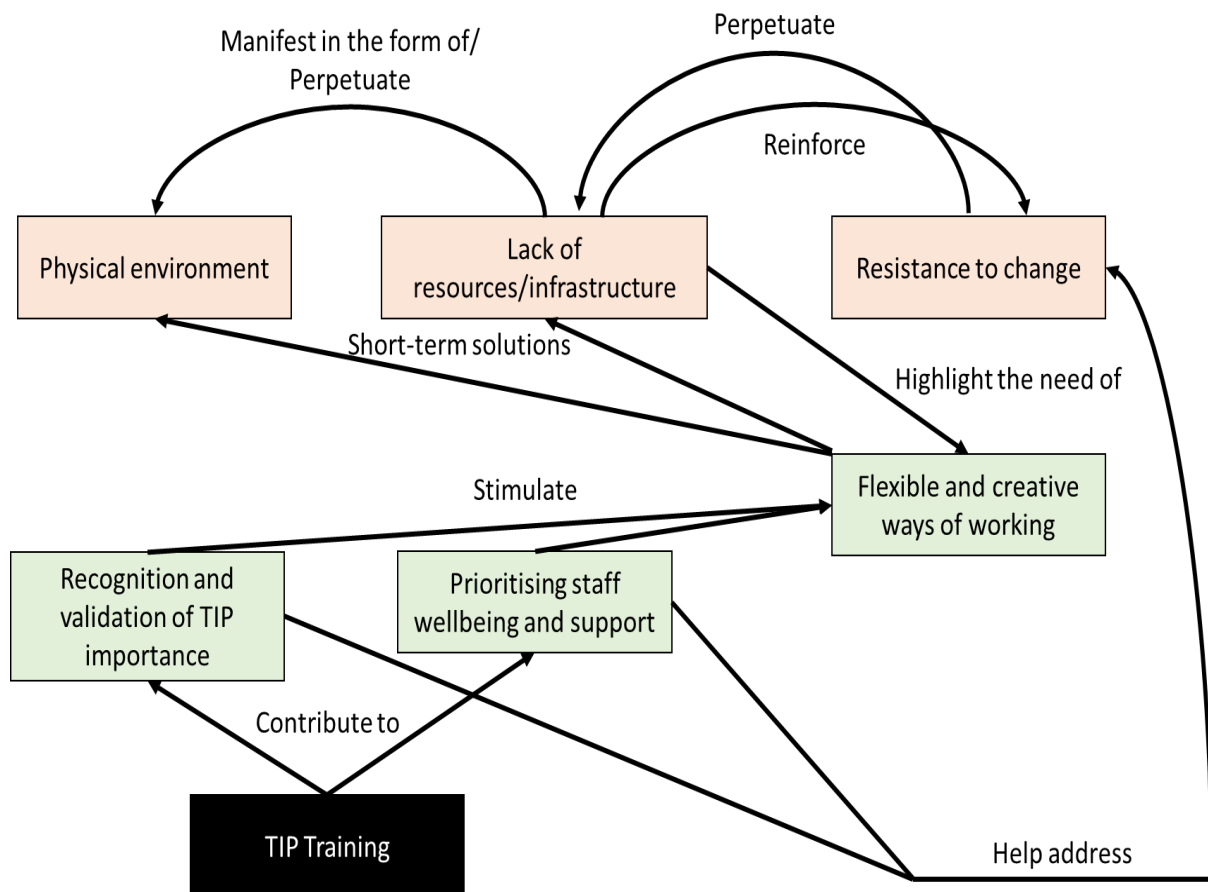 Perpetuate
Manifest in the form of/
Perpetuate
Reinforce
Physical environment
Lack of
resources/infrastructure
Resistance to change
Short-term solutions
Highlight the need of
Flexible and creative
ways of working
Stimulate
Recognition and
validation of TIP
importance
Prioritising staff
wellbeing and support
Contribute to
TIP Training
Help address